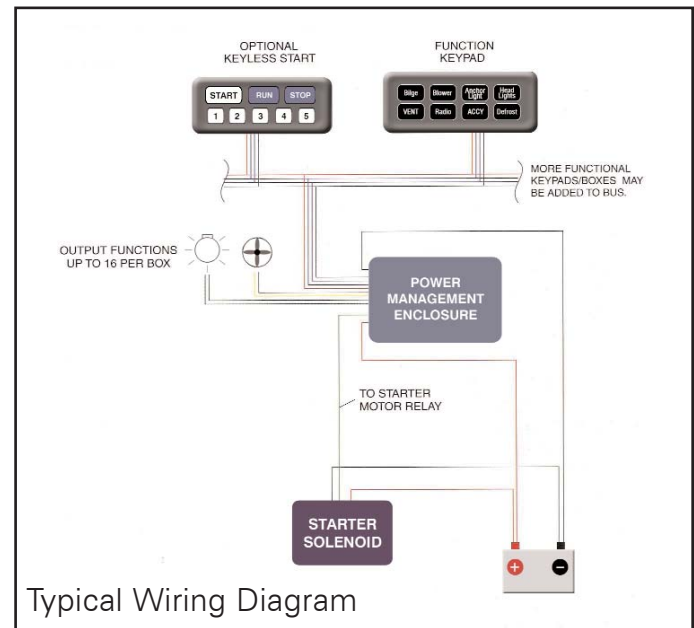 OPTIONAL
KEYLESS START
FUNCTION
KEYPAD
START RUN STOP
1 2 3 4 5
Bilge Blower Anchor Light Head Lights
VENT Radio ACCY Defrost
MORE FUNCTIONAL
KEYPADS/BOXES MAY
BE ADDED TO BUS.
OUTPUT FUNCTIONS
UP TO 16 PER BOX
POWER
MANAGEMENT
ENCLOSURE
TO STARTER
MOTOR RELAY
STARTER
SOLENOID
+ −
Typical Wiring Diagram